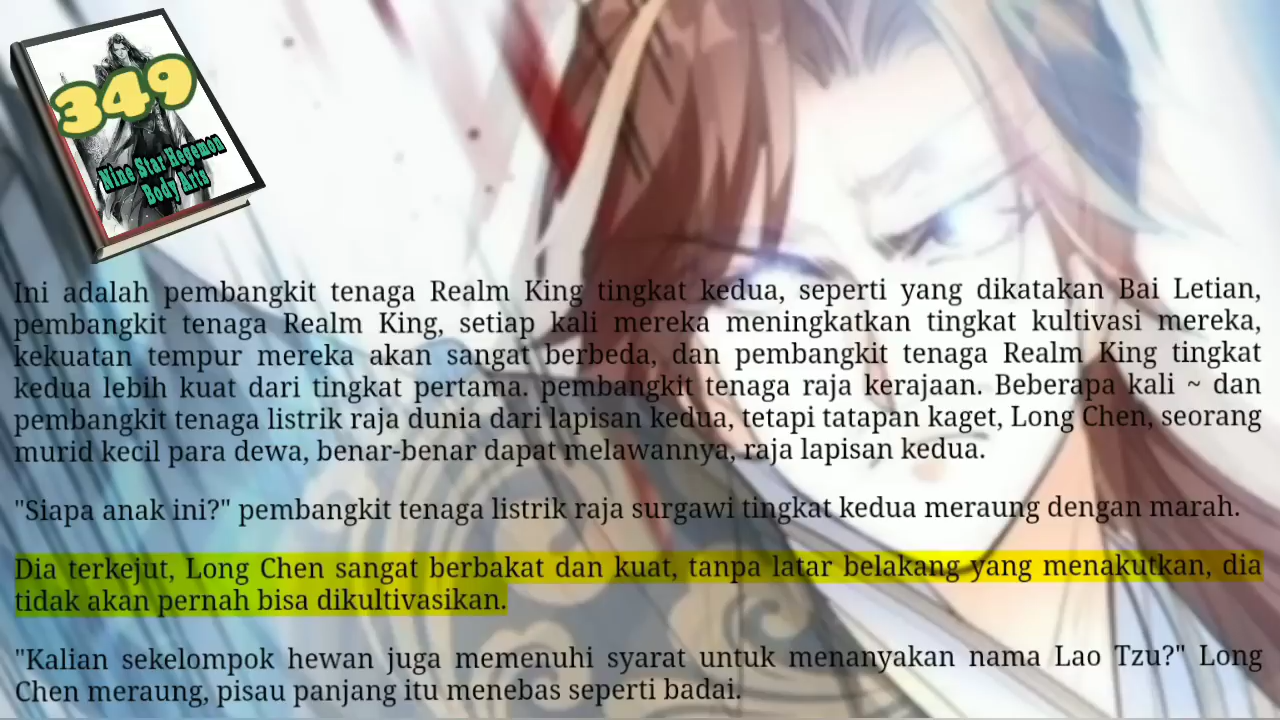 349
Nine Star Hegemon
Body Arts
Ini adalah pembangkit tenaga Realm King tingkat kedua, seperti yang dikatakan Bai Letian,
pembangkit tenaga Realm King, setiap kali mereka meningkatkan tingkat kultivasi mereka,
kekuatan tempur mereka akan sangat berbeda, dan pembangkit tenaga Realm King tingkat
kedua lebih kuat dari tingkat pertama. pembangkit tenaga raja kerajaan. Beberapa kali ~ dan
pembangkit tenaga listrik raja dunia dari lapisan kedua, tetapi tatapan kaget, Long Chen, seorang
murid kecil para dewa, benar-benar dapat melawannya, raja lapisan kedua.
"Siapa anak ini?" pembangkit tenaga listrik raja surgawi tingkat kedua meraung dengan marah.
Dia terkejut, Long Chen sangat berbakat dan kuat, tanpa latar belakang yang menakutkan, dia
tidak akan pernah bisa dikultivasikan.
"Kalian sekelompok hewan juga memenuhi syarat untuk menanyakan nama Lao Tzu?" Long
Chen meraung, pisau panjang itu menebas seperti badai.